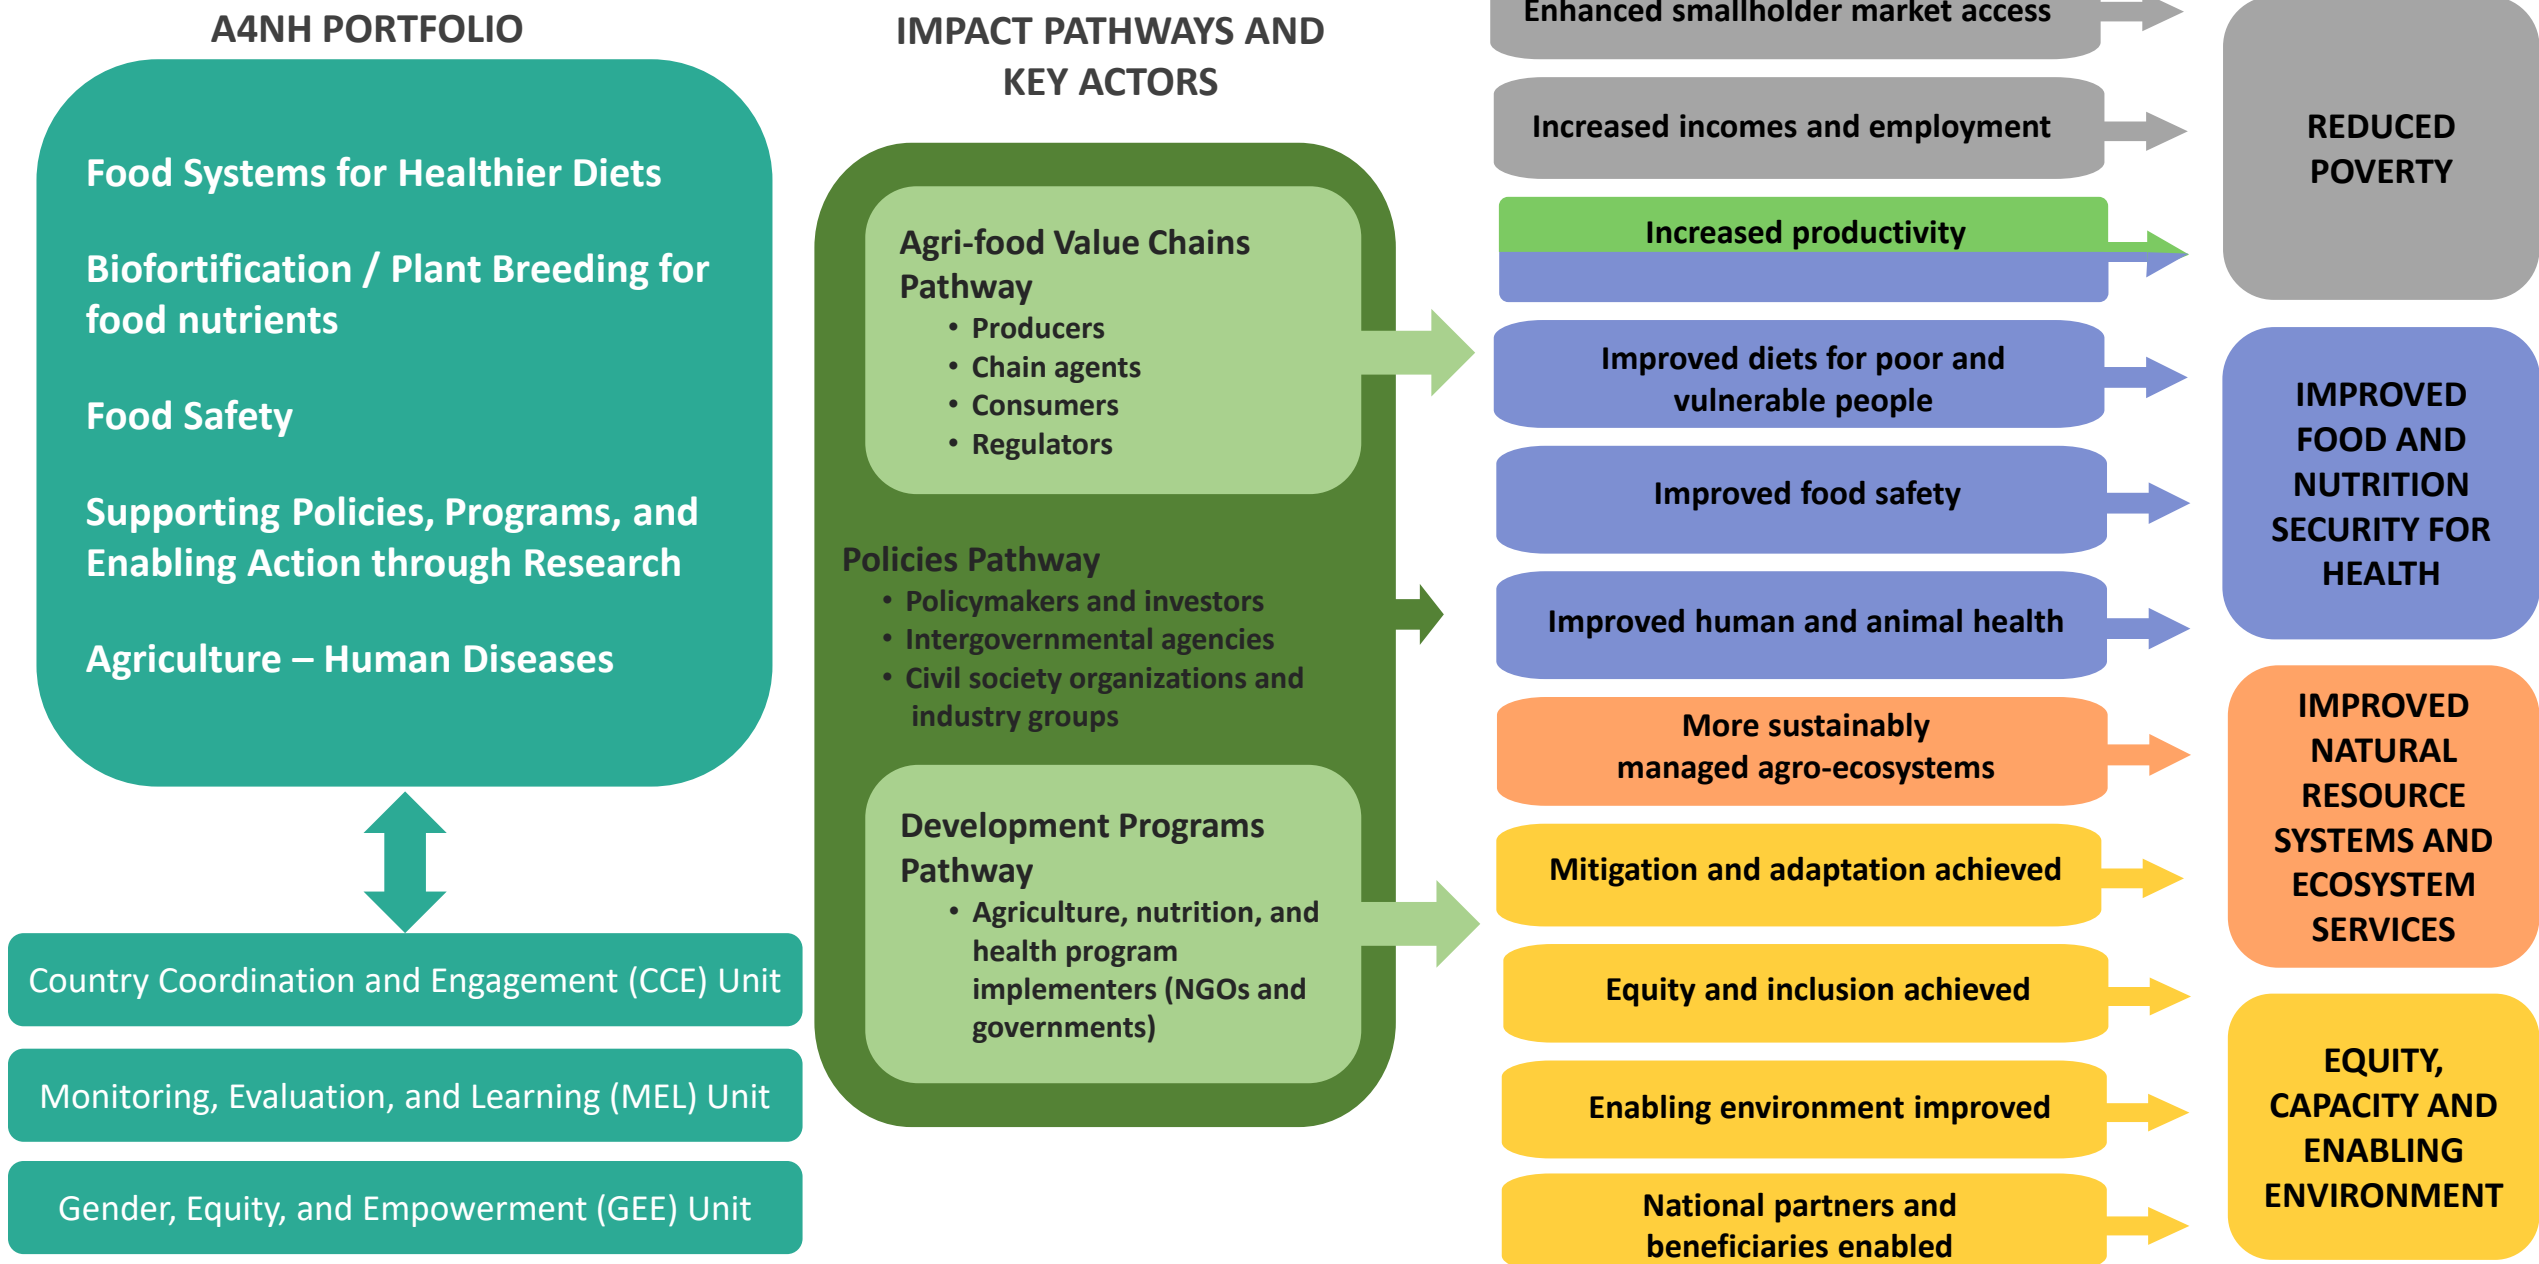 A4NH PORTFOLIO
Food Systems for Healthier Diets
Biofortification / Plant Breeding for
food nutrients
Food Safety
Supporting Policies, Programs, and
Enabling Action through Research
Agriculture – Human Diseases
Country Coordination and Engagement (CCE) Unit
Monitoring, Evaluation, and Learning (MEL) Unit
Gender, Equity, and Empowerment (GEE) Unit
IMPACT PATHWAYS AND
KEY ACTORS
Agri-food Value Chains
Pathway
• Producers
• Chain agents
• Consumers
• Regulators
Policies Pathway
• Policymakers and investors
• Intergovernmental agencies
• Civil society organizations and
industry groups
Development Programs
Pathway
• Agriculture, nutrition, and
health program
implementers (NGOs and
governments)
Enhanced smallholder market access
Increased incomes and employment
Increased productivity
Improved diets for poor and
vulnerable people
Improved food safety
Improved human and animal health
More sustainably
managed agro-ecosystems
Mitigation and adaptation achieved
Equity and inclusion achieved
Enabling environment improved
National partners and
beneficiaries enabled
REDUCED
POVERTY
IMPROVED
FOOD AND
NUTRITION
SECURITY FOR
HEALTH
IMPROVED
NATURAL
RESOURCE
SYSTEMS AND
ECOSYSTEM
SERVICES
EQUITY,
CAPACITY AND
ENABLING
ENVIRONMENT